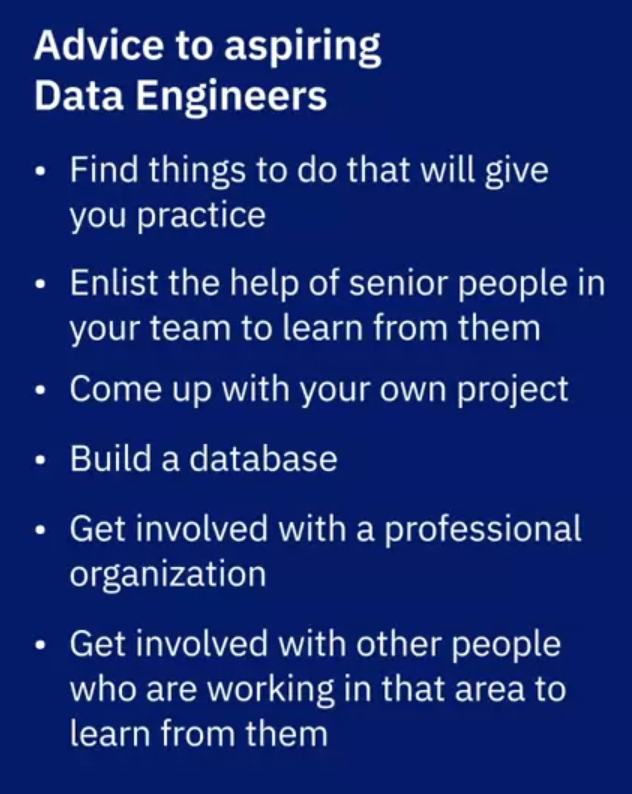 Advice to aspiring
Data Engineers
• Find things to do that will give
you practice
• Enlist the help of senior people in
your team to learn from them
• Come up with your own project
• Build a database
• Get involved with a professional
organization
• Get involved with other people
who are working in that area to
learn from them